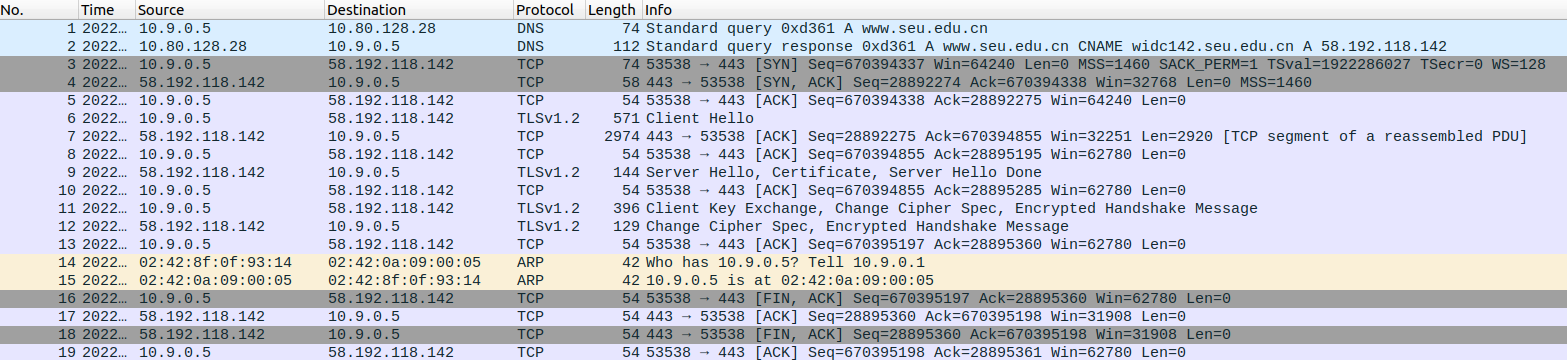 No. Time Source Destination Protocol Length Info
1 2022… 10.9.0.5 10.80.128.28 DNS 74 Standard query 0xd361 A www.seu.edu.cn
2 2022… 10.80.128.28 10.9.0.5 DNS 112 Standard query response 0xd361 A www.seu.edu.cn CNAME widc142.seu.edu.cn A 58.192.118.142
3 2022… 10.9.0.5 58.192.118.142 TCP 74 53538 → 443 [SYN] Seq=670394337 Win=64240 Len=0 MSS=1460 SACK_PERM=1 TSval=1922286027 TSecr=0 WS=128
4 2022… 58.192.118.142 10.9.0.5 TCP 58 443 → 53538 [SYN, ACK] Seq=28892274 Ack=670394338 Win=32768 Len=0 MSS=1460
5 2022… 10.9.0.5 58.192.118.142 TCP 54 53538 → 443 [ACK] Seq=670394338 Ack=28892275 Win=64240 Len=0
6 2022… 10.9.0.5 58.192.118.142 TLSv1.2 571 Client Hello
7 2022… 58.192.118.142 10.9.0.5 TCP 2974 443 → 53538 [ACK] Seq=28892275 Ack=670394855 Win=32251 Len=2920 [TCP segment of a reassembled PDU]
8 2022… 10.9.0.5 58.192.118.142 TCP 54 53538 → 443 [ACK] Seq=670394855 Ack=28895195 Win=62780 Len=0
9 2022… 58.192.118.142 10.9.0.5 TLSv1.2 144 Server Hello, Certificate, Server Hello Done
10 2022… 10.9.0.5 58.192.118.142 TCP 54 53538 → 443 [ACK] Seq=670394855 Ack=28895285 Win=62780 Len=0
11 2022… 10.9.0.5 58.192.118.142 TLSv1.2 396 Client Key Exchange, Change Cipher Spec, Encrypted Handshake Message
12 2022… 58.192.118.142 10.9.0.5 TLSv1.2 129 Change Cipher Spec, Encrypted Handshake Message
13 2022… 10.9.0.5 58.192.118.142 TCP 54 53538 → 443 [ACK] Seq=670395197 Ack=28895360 Win=62780 Len=0
14 2022… 02:42:8f:0f:93:14 02:42:0a:09:00:05 ARP 42 Who has 10.9.0.5? Tell 10.9.0.1
15 2022… 02:42:0a:09:00:05 02:42:8f:0f:93:14 ARP 42 10.9.0.5 is at 02:42:0a:09:00:05
16 2022… 10.9.0.5 58.192.118.142 TCP 54 53538 → 443 [FIN, ACK] Seq=670395197 Ack=28895360 Win=62780 Len=0
17 2022… 58.192.118.142 10.9.0.5 TCP 54 443 → 53538 [ACK] Seq=28895360 Ack=670395198 Win=31908 Len=0
18 2022… 58.192.118.142 10.9.0.5 TCP 54 443 → 53538 [FIN, ACK] Seq=28895360 Ack=670395198 Win=31908 Len=0
19 2022… 10.9.0.5 58.192.118.142 TCP 54 53538 → 443 [ACK] Seq=670395198 Ack=28895361 Win=62780 Len=0